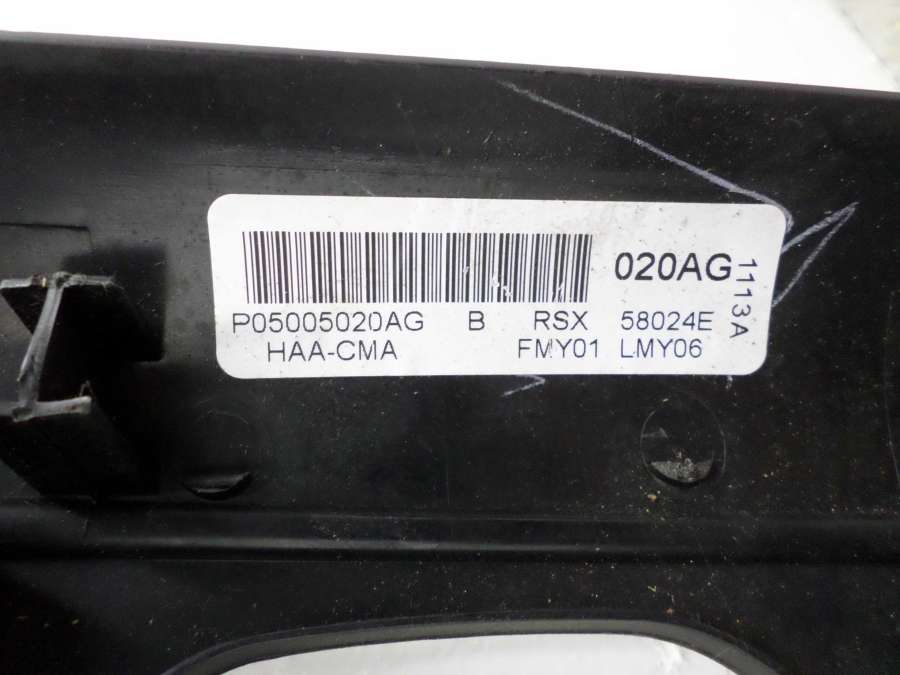 020AG
1113A
P05005020AG B RSX 58024E
HAA-CMA FMY01 LMY06